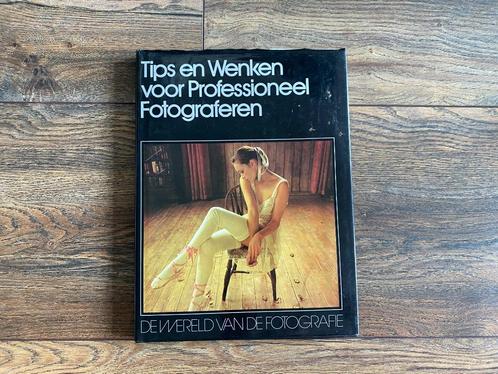 Tips en Wenken
voor Professioneel
Fotograferen
DE WERELD VAN DE FOTOGRAFIE